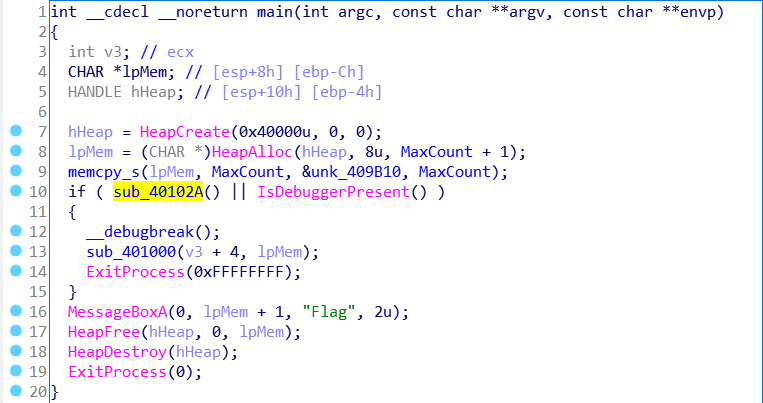 1 int __cdecl __noreturn main(int argc, const char **argv, const char **envp)
2 {
3 int v3; // ecx
4 CHAR *lpMem; // [esp+8h] [ebp-Ch]
5 HANDLE hHeap; // [esp+10h] [ebp-4h]
6
7 hHeap = HeapCreate(0x40000u, 0, 0);
8 lpMem = (CHAR *)HeapAlloc(hHeap, 8u, MaxCount + 1);
9 memcpy_s(lpMem, MaxCount, &unk_409B10, MaxCount);
10 if ( sub_40102A() || IsDebuggerPresent() )
11 {
12 __debugbreak();
13 sub_401000(v3 + 4, lpMem);
14 ExitProcess(0xFFFFFFFF);
15 }
16 MessageBoxA(0, lpMem + 1, "Flag", 2u);
17 HeapFree(hHeap, 0, lpMem);
18 HeapDestroy(hHeap);
19 ExitProcess(0);
20 }